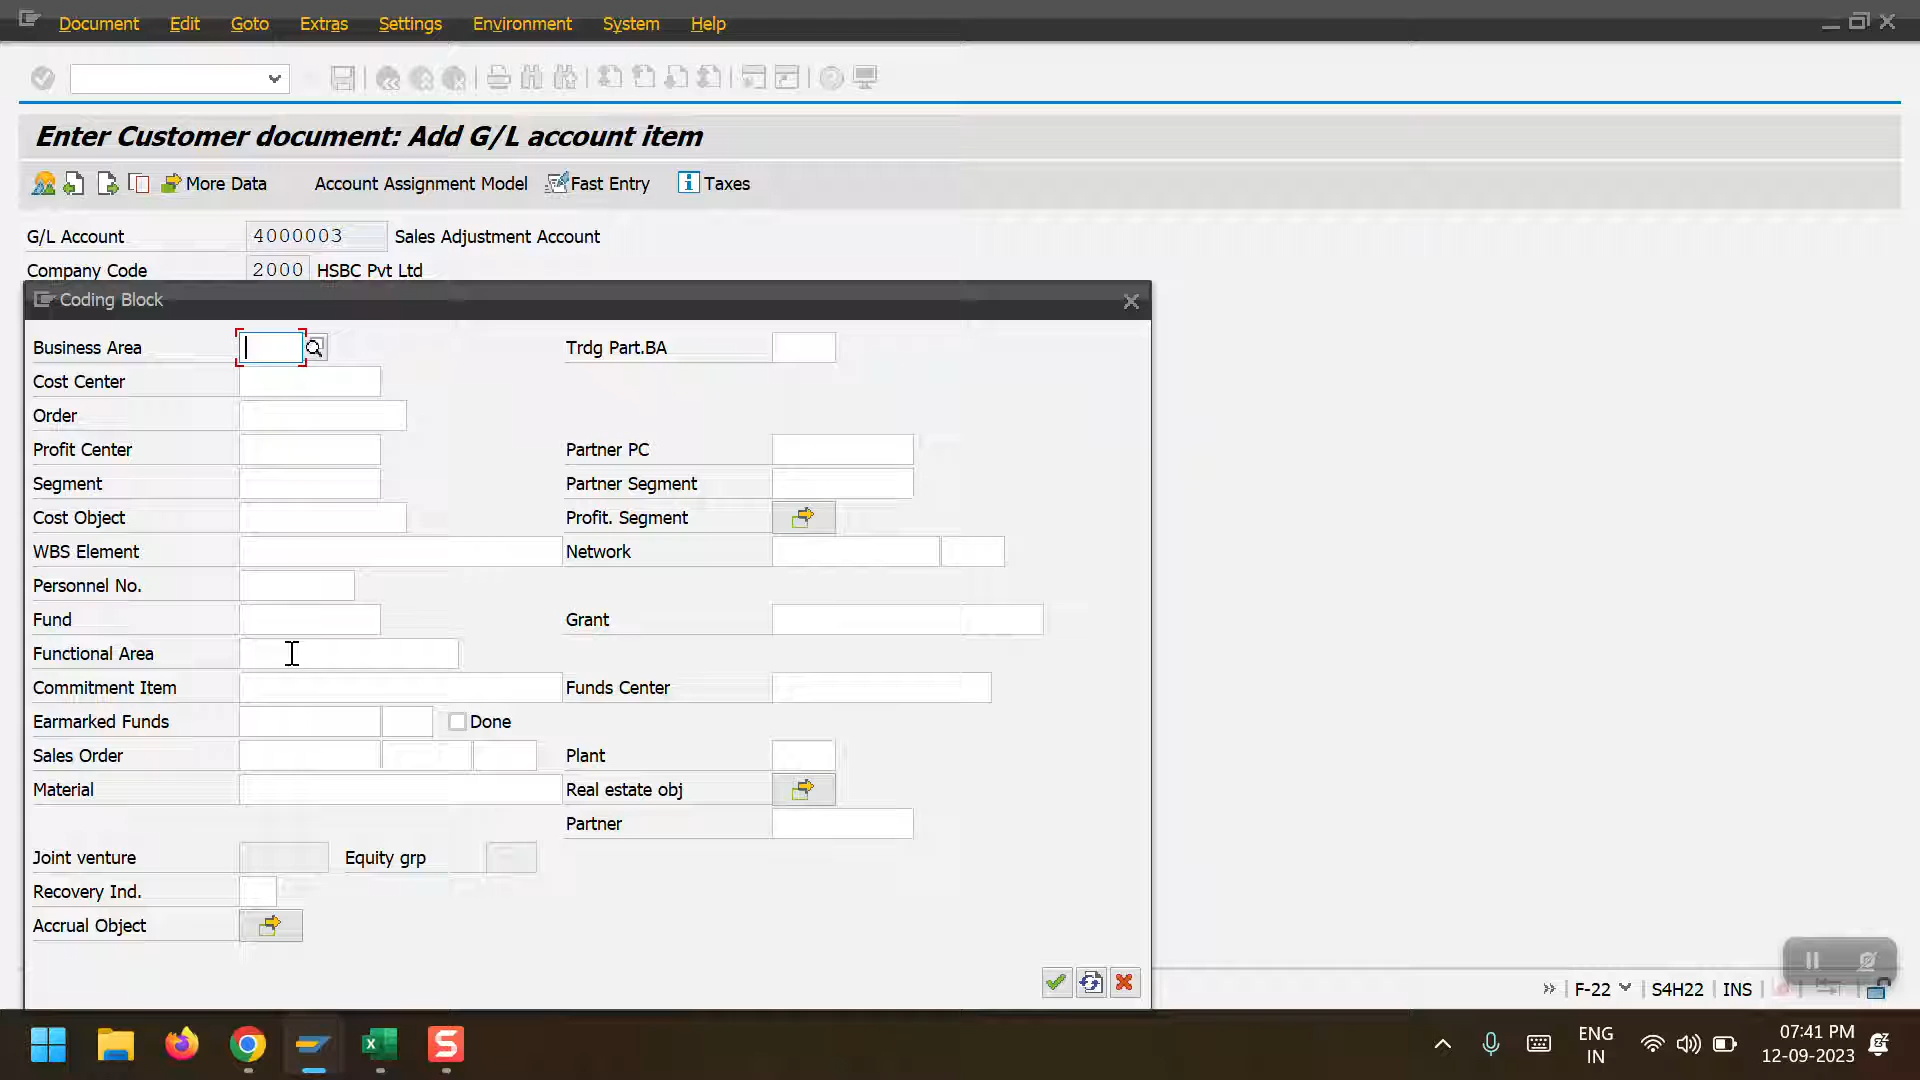 Document Edit Goto Extras Settings Environment System Help
Enter Customer document: Add G/L account item
More Data Account Assignment Model Fast Entry Taxes
G/L Account 4000003 Sales Adjustment Account
Company Code 2000 HSBC Pvt Ltd
Coding Block
Business Area Trdg Part.BA
Cost Center
Order
Profit Center Partner PC
Segment Partner Segment
Cost Object Profit. Segment
WBS Element Network
Personnel No.
Fund Grant
Functional Area
Commitment Item Funds Center
Earmarked Funds Done
Sales Order Plant
Material Real estate obj
Partner
Joint venture Equity grp
Recovery Ind.
Accrual Object
F-22 S4H22 INS
ENG 07:41 PM
IN 12-09-2023